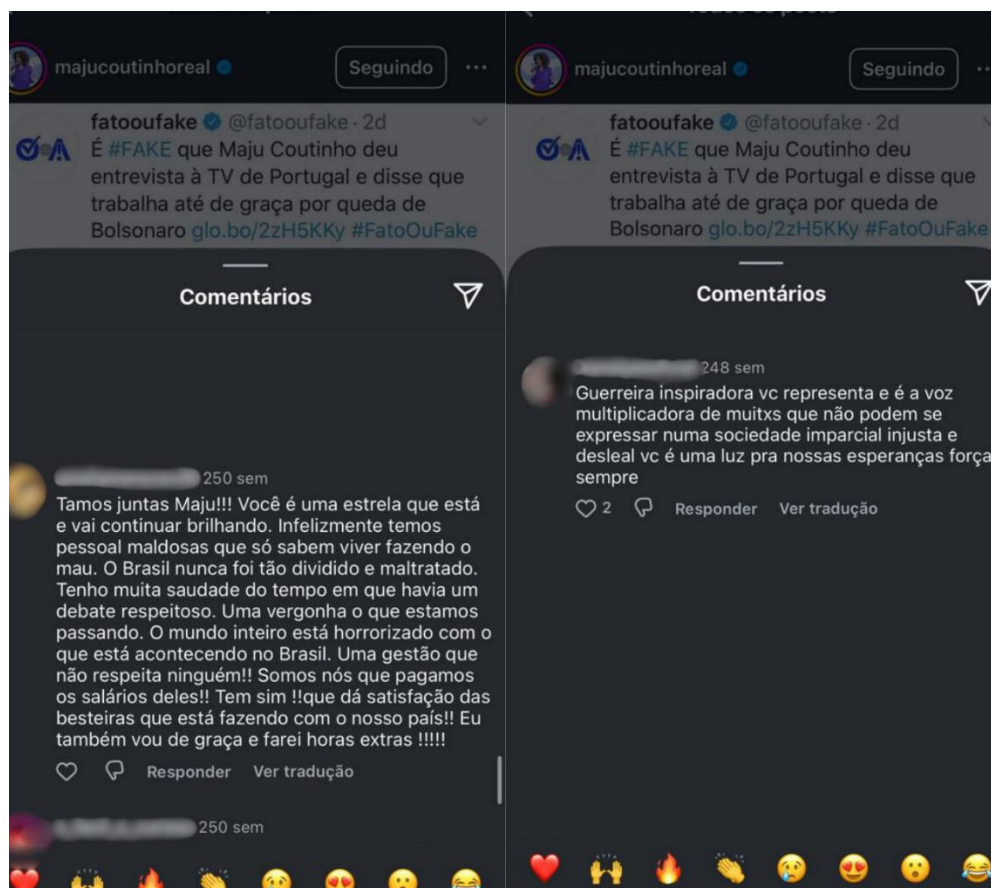 majucoutinhoreal
Seguindo
fatooufake @fatooufake · 2d
É #FAKE que Maju Coutinho deu
entrevista à TV de Portugal e disse que
trabalha até de graça por queda de
Bolsonaro glo.bo/2zH5KKy #FatoOuFake
Comentários
250 sem
Tamos juntas Maju!!! Você é uma estrela que está
e vai continuar brilhando. Infelizmente temos
pessoal maldosas que só sabem viver fazendo o
mau. O Brasil nunca foi tão dividido e maltratado.
Tenho muita saudade do tempo em que havia um
debate respeitoso. Uma vergonha o que estamos
passando. O mundo inteiro está horrorizado com o
que está acontecendo no Brasil. Uma gestão que
não respeita ninguém!! Somos nós que pagamos
os salários deles!! Tem sim !!que dá satisfação das
besteiras que está fazendo com o nosso país!! Eu
também vou de graça e farei horas extras !!!!!
Responder Ver tradução
250 sem
majucoutinhoreal
Seguindo
fatooufake @fatooufake · 2d
É #FAKE que Maju Coutinho deu
entrevista à TV de Portugal e disse que
trabalha até de graça por queda de
Bolsonaro glo.bo/2zH5KKy #FatoOuFake
Comentários
248 sem
Guerreira inspiradora vc representa e é a voz
multiplicadora de muitxs que não podem se
expressar numa sociedade imparcial injusta e
desleal vc é uma luz pra nossas esperanças força
sempre
2 Responder Ver tradução